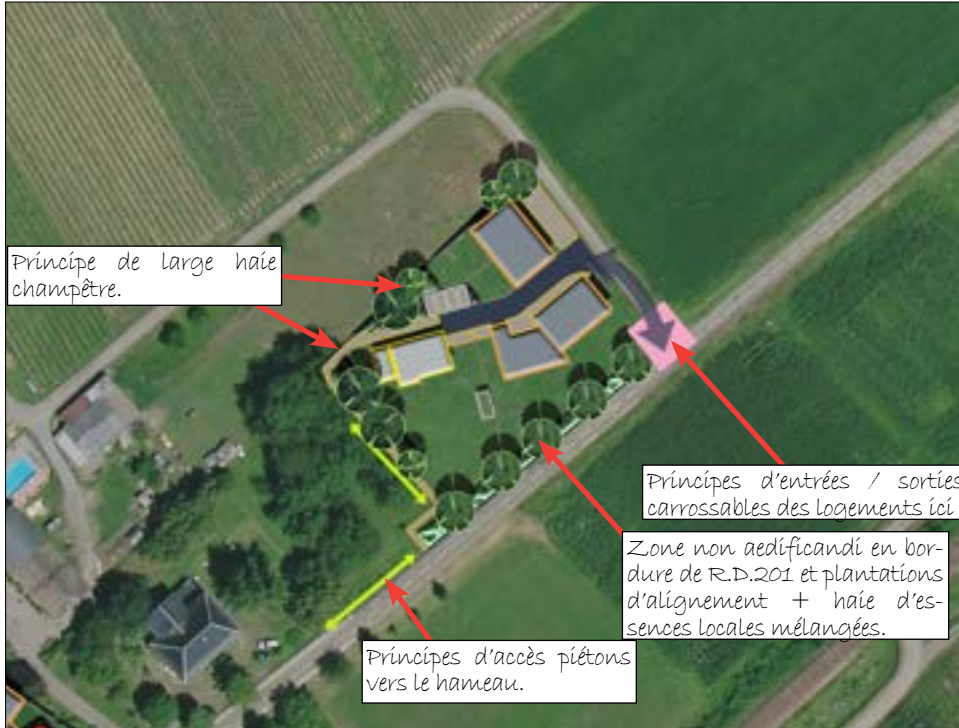 Principe de large haie
champêtre.
Principes d'entrées / sorties
carrossables des logements ici
Zone non aedificandi en bor-
dure de R.D.201 et plantations
d'alignement + haie d'es-
sences locales mélangées.
Principes d'accès piétons
vers le hameau.